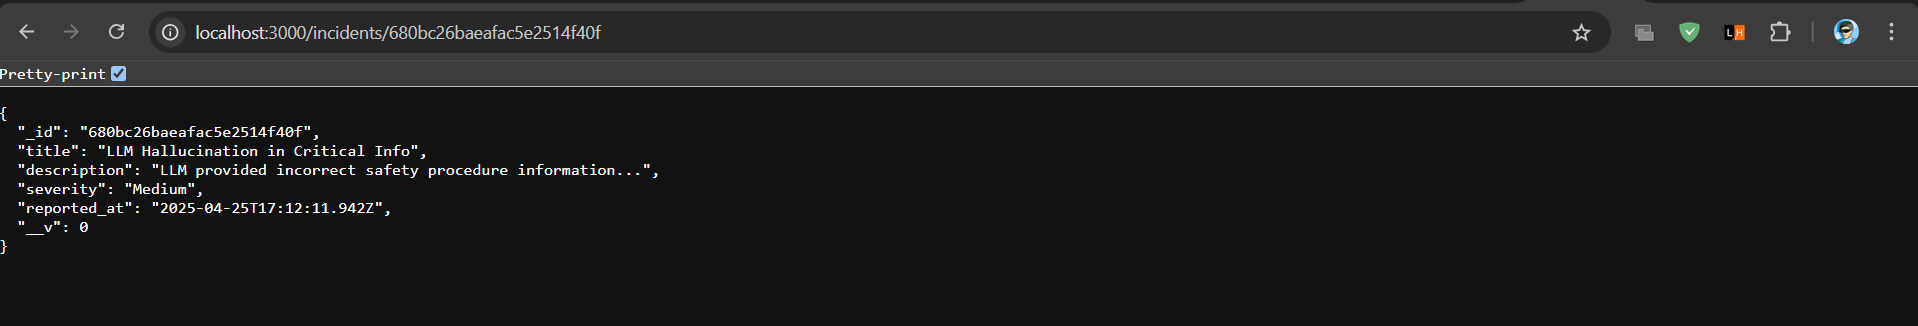 localhost:3000/incidents/680bc26baeafac5e2514f40f
L H
Pretty-print
{
  "_id": "680bc26baeafac5e2514f40f",
  "title": "LLM Hallucination in Critical Info",
  "description": "LLM provided incorrect safety procedure information...",
  "severity": "Medium",
  "reported_at": "2025-04-25T17:12:11.942Z",
  "__v": 0
}